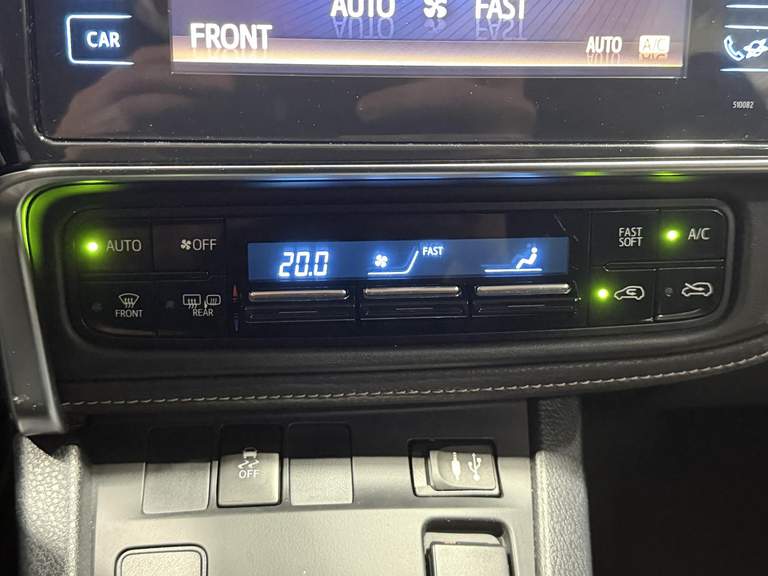 AUTO FAST
CAR
FRONT
AUTO A/C
510082
AUTO
OFF
20.0
FAST
FAST
SOFT
A/C
FRONT
REAR
OFF